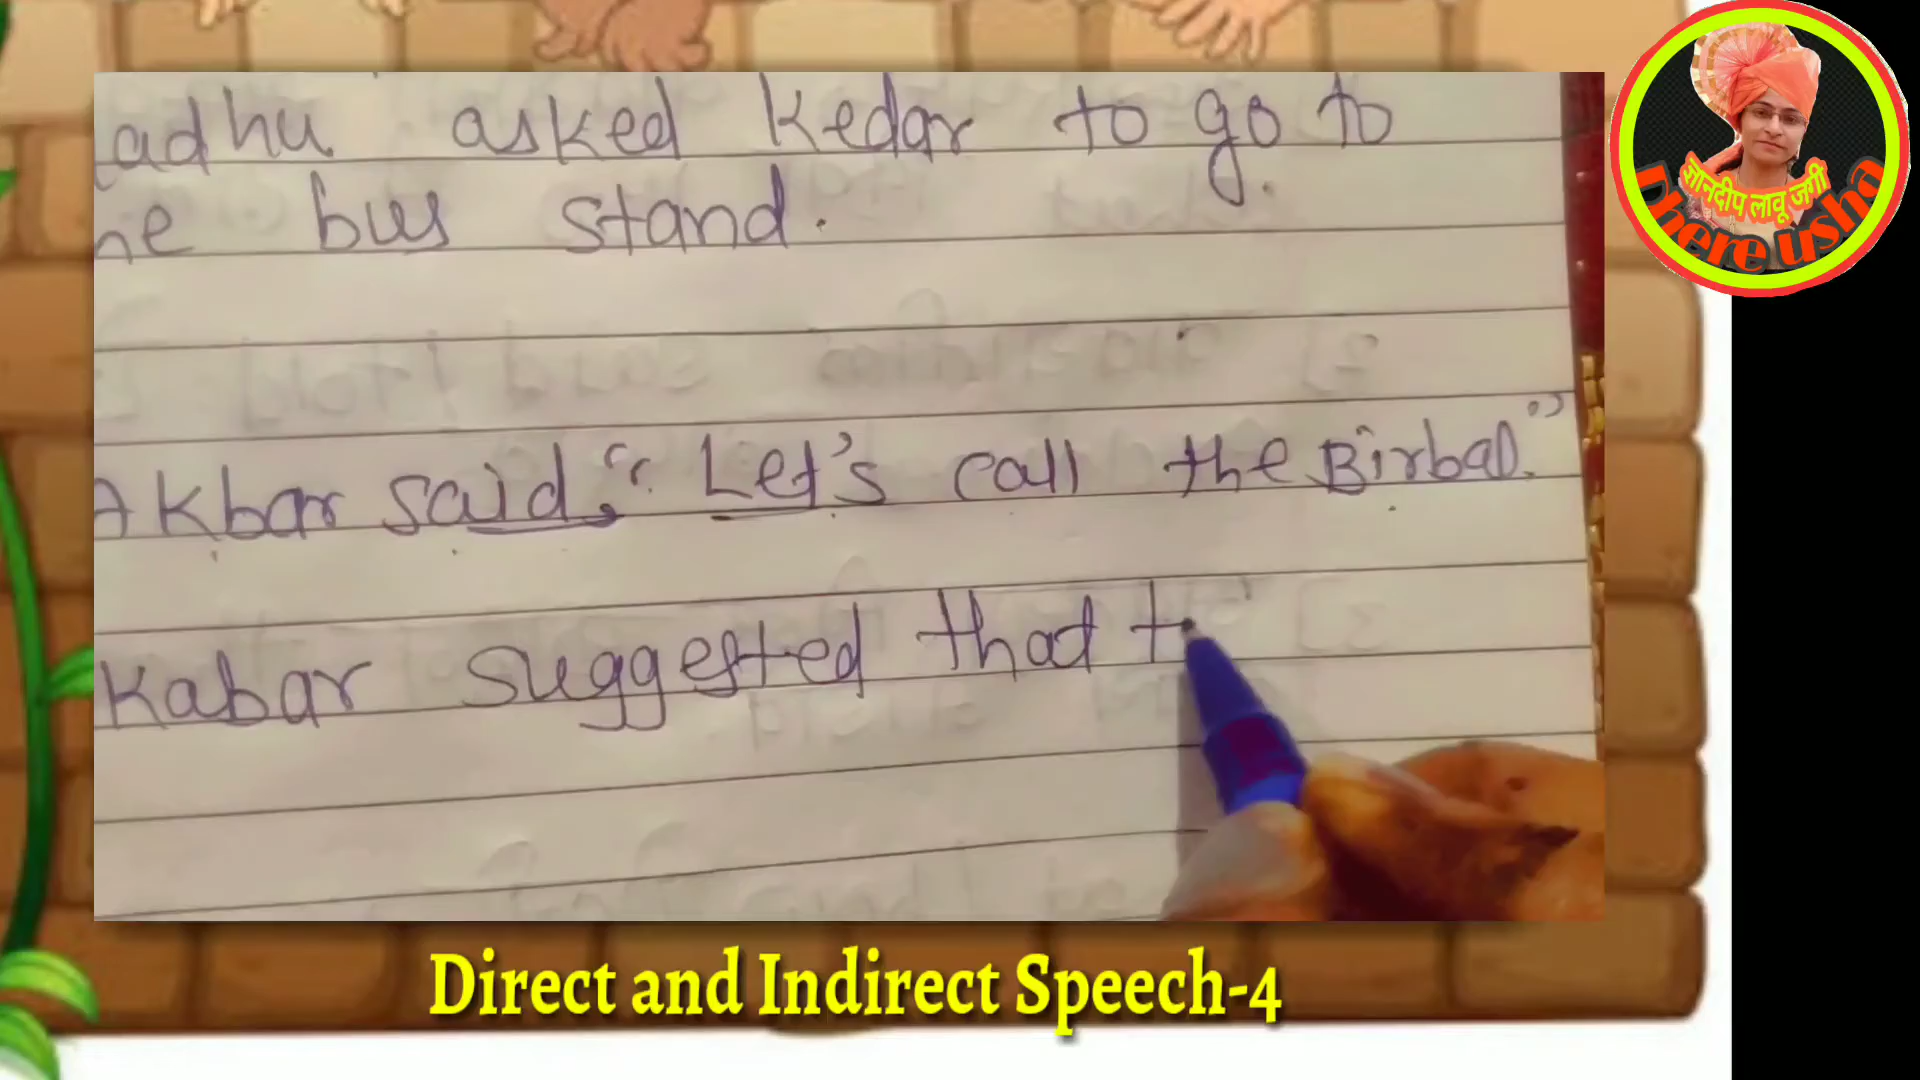 adhu asked kedar to go to
he bus stand.
Akbar said, "Let's call the Birbal."
kabar suggested that t
ज्ञानदीप लावू जगी
Dhere usha
Direct and Indirect Speech-4